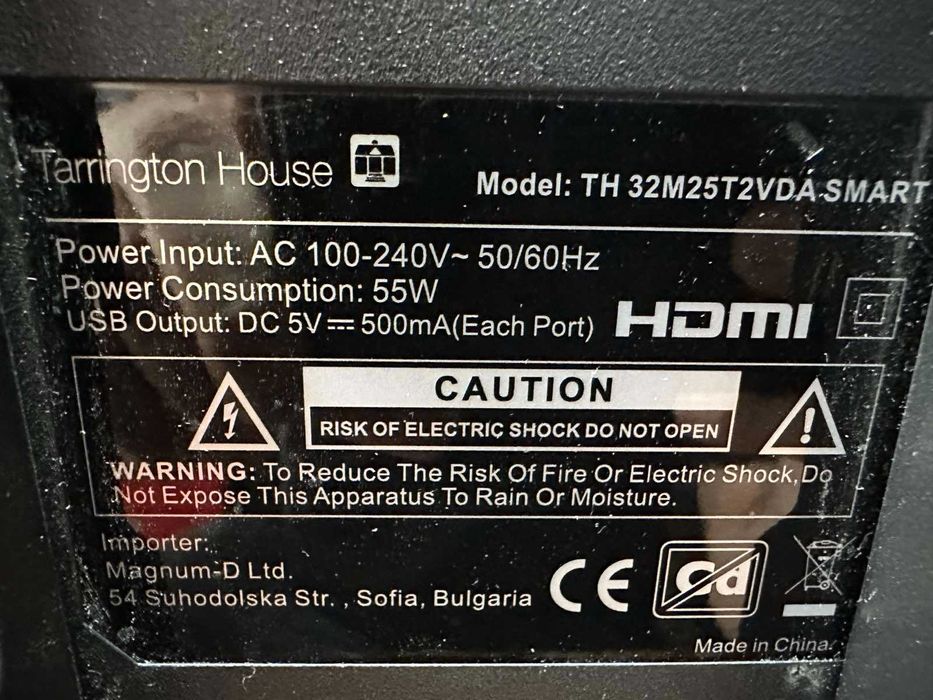 Tarrington House
Model: TH 32M25T2VDA SMART
Power Input: AC 100-240V~ 50/60Hz
Power Consumption: 55W
USB Output: DC 5V⎓500mA(Each Port)
HDMI
CAUTION
RISK OF ELECTRIC SHOCK DO NOT OPEN
WARNING: To Reduce The Risk Of Fire Or Electric Shock,Do
Not Expose This Apparatus To Rain Or Moisture.
Importer:
Magnum-D Ltd.
54 Suhodolska Str. , Sofia, Bulgaria
CE
Cd
Made in China